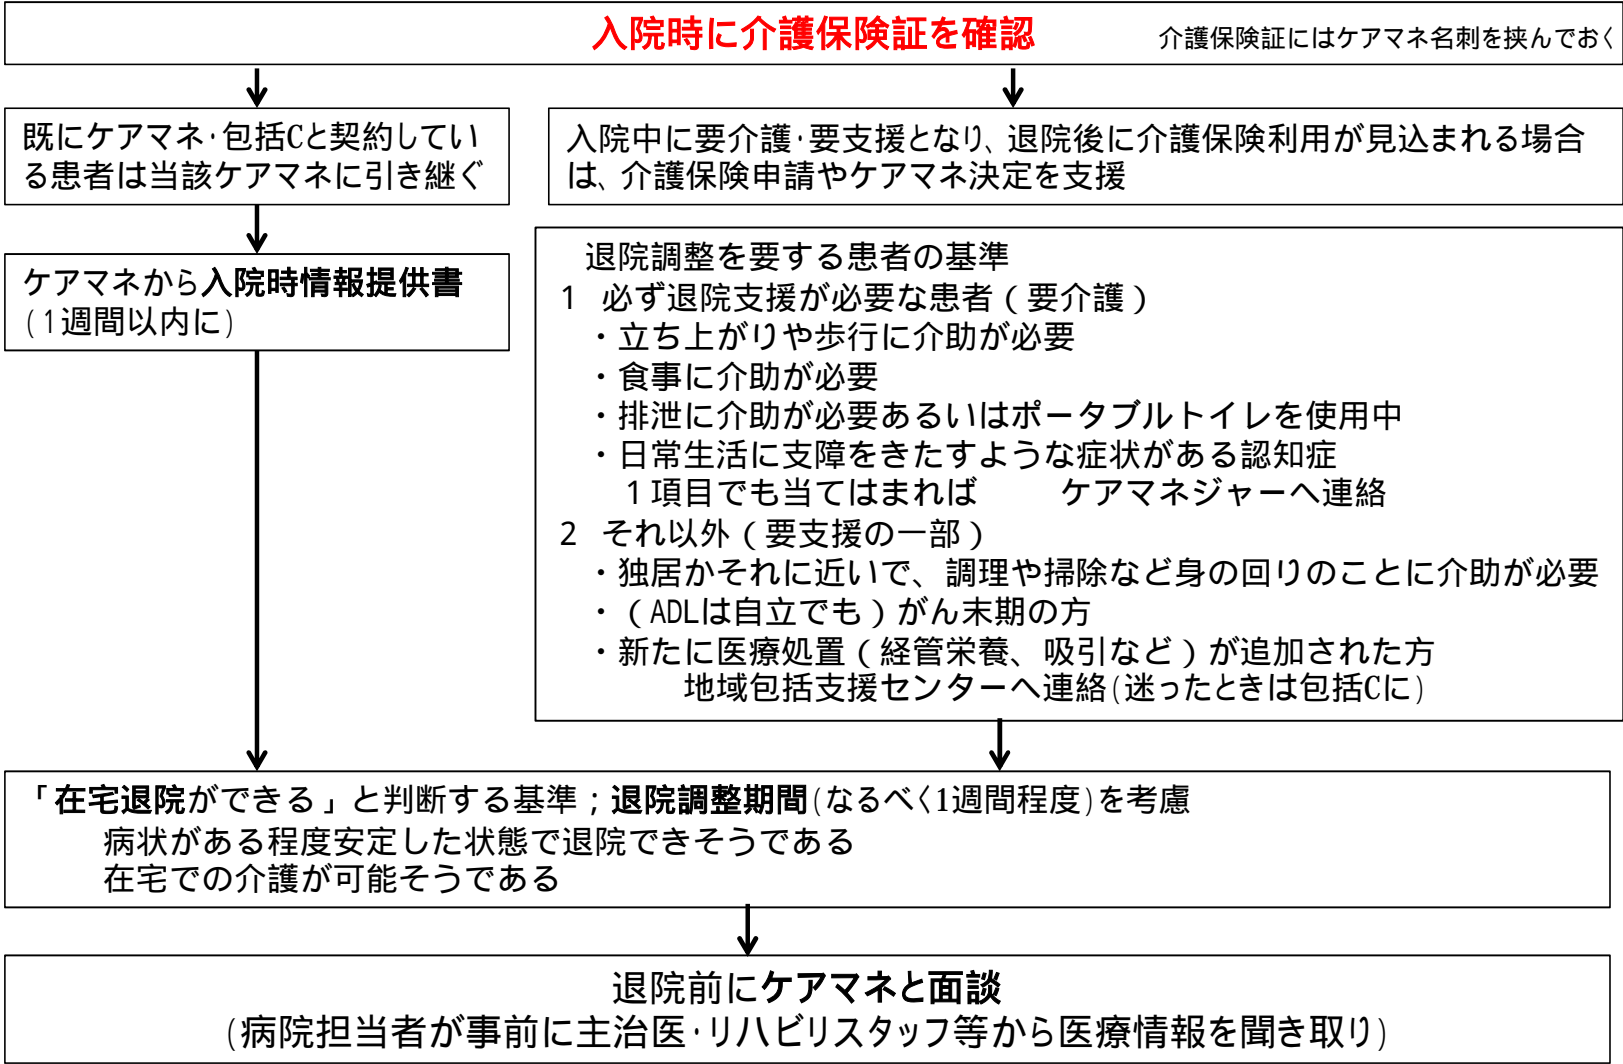 入院時に介護保険証を確認　介護保険証にはケアマネ名刺を挟んでおく
既にケアマネ・包括Cと契約してい
る患者は当該ケアマネに引き継ぐ
入院中に要介護・要支援となり、退院後に介護保険利用が見込まれる場合
は、介護保険申請やケアマネ決定を支援
ケアマネから入院時情報提供書
(1週間以内に)
退院調整を要する患者の基準
1 必ず退院支援が必要な患者(要介護)
・立ち上がりや歩行に介助が必要
・食事に介助が必要
・排泄に介助が必要あるいはポータブルトイレを使用中
・日常生活に支障をきたすような症状がある認知症
1項目でも当てはまれば　　ケアマネジャーへ連絡
2 それ以外(要支援の一部)
・独居かそれに近いで、調理や掃除など身の回りのことに介助が必要
・(ADLは自立でも)がん末期の方
・新たに医療処置(経管栄養、吸引など)が追加された方
地域包括支援センターへ連絡(迷ったときは包括Cに)
「在宅退院ができる」と判断する基準;退院調整期間(なるべく1週間程度)を考慮
病状がある程度安定した状態で退院できそうである
在宅での介護が可能そうである
退院前にケアマネと面談
(病院担当者が事前に主治医・リハビリスタッフ等から医療情報を聞き取り)